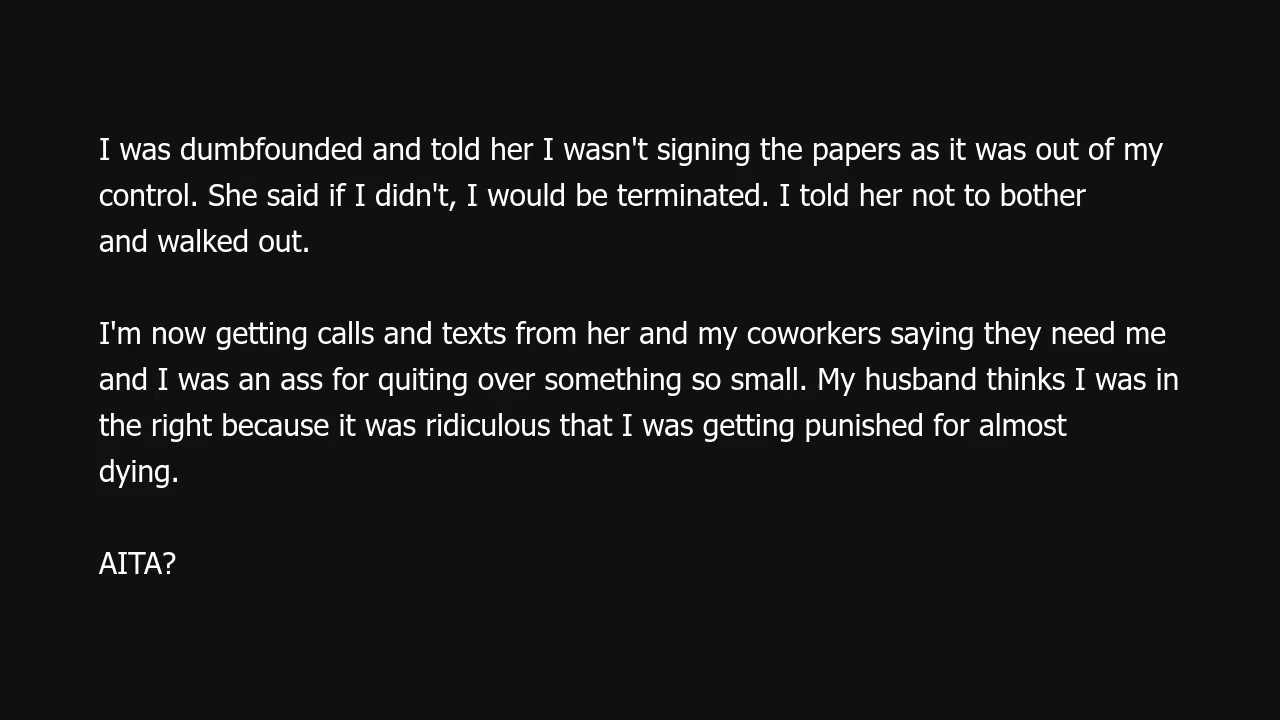 I was dumbfounded and told her I wasn't signing the papers as it was out of my
control. She said if I didn't, I would be terminated. I told her not to bother
and walked out.
I'm now getting calls and texts from her and my coworkers saying they need me
and I was an ass for quiting over something so small. My husband thinks I was in
the right because it was ridiculous that I was getting punished for almost
dying.
AITA?